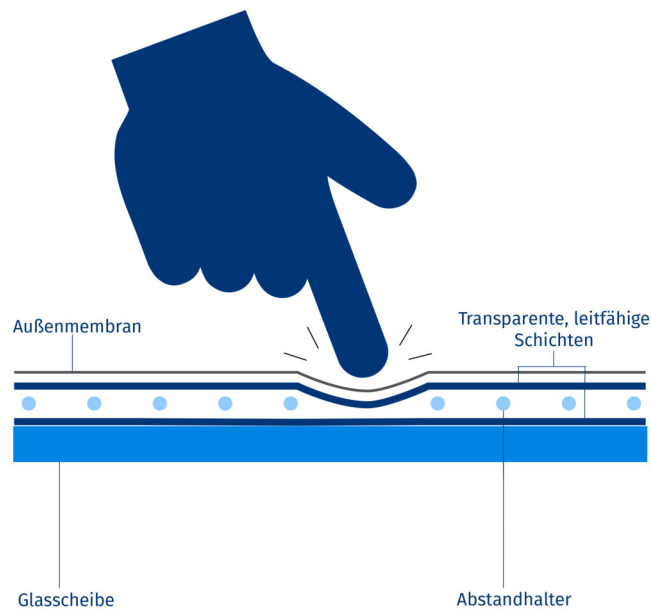 Außenmembran
Transparente, leitfähige
Schichten
Glasscheibe
Abstandhalter